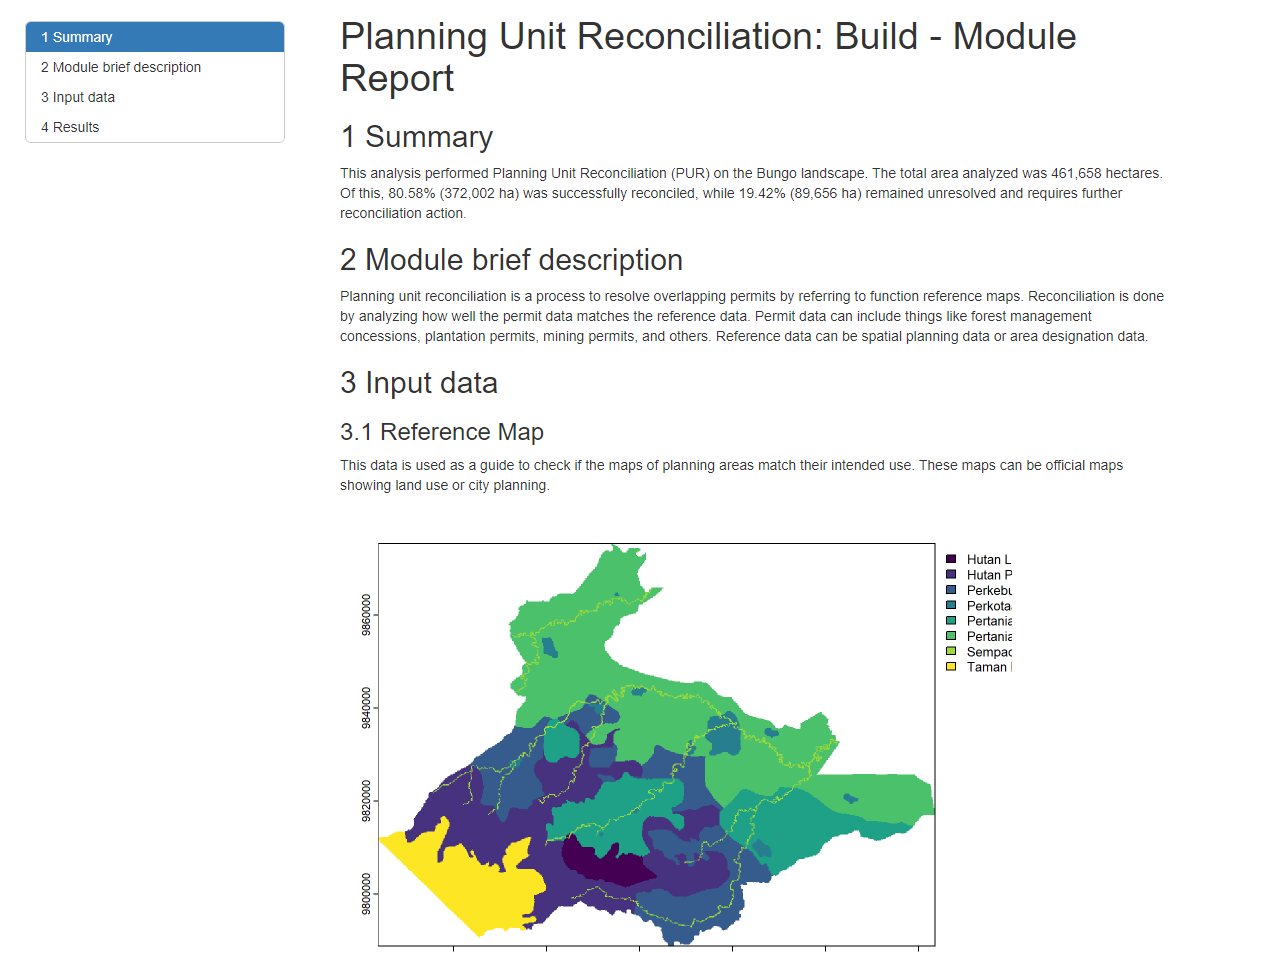 1 Summary
2 Module brief description
3 Input data
4 Results
Planning Unit Reconciliation: Build - Module
Report
1 Summary
This analysis performed Planning Unit Reconciliation (PUR) on the Bungo landscape. The total area analyzed was 461,658 hectares.
Of this, 80.58% (372,002 ha) was successfully reconciled, while 19.42% (89,656 ha) remained unresolved and requires further
reconciliation action.
2 Module brief description
Planning unit reconciliation is a process to resolve overlapping permits by referring to function reference maps. Reconciliation is done
by analyzing how well the permit data matches the reference data. Permit data can include things like forest management
concessions, plantation permits, mining permits, and others. Reference data can be spatial planning data or area designation data.
3 Input data
3.1 Reference Map
This data is used as a guide to check if the maps of planning areas match their intended use. These maps can be official maps
showing land use or city planning.
9860000
9840000
9820000
9800000
Hutan L
Hutan P
Perkebu
Perkota
Pertania
Pertania
Sempad
Taman